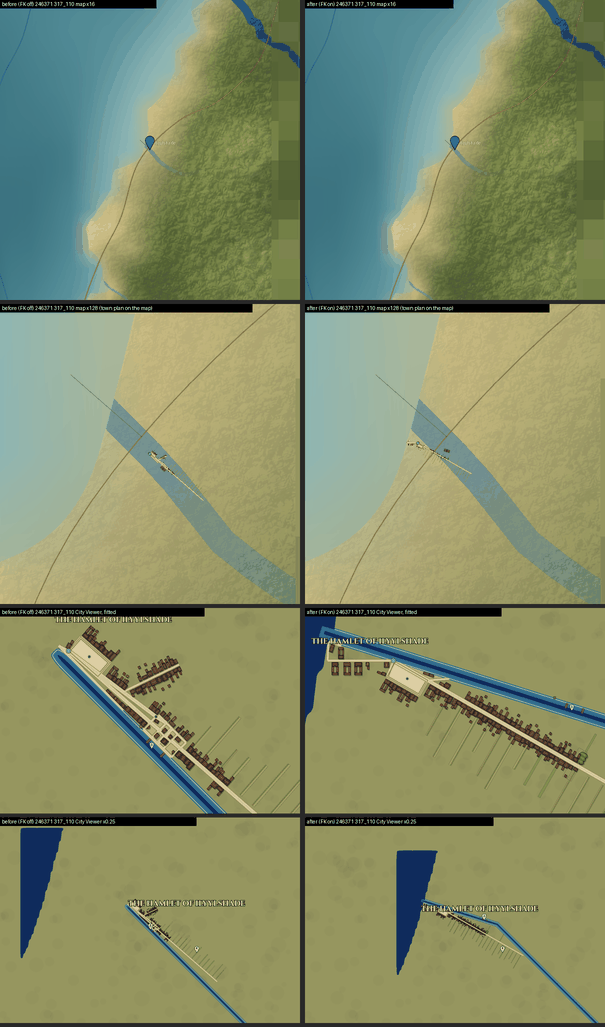 before (FK off) 246371 317_110 map x16
after (FK on) 246371 317_110 map x16
before (FK off) 246371 317_110 map x128 (town plan on the map)
after (FK on) 246371 317_110 map x128 (town plan on the map)
before (FK off) 246371 317_110 City Viewer, fitted
after (FK on) 246371 317_110 City Viewer, fitted
THE HAMLET OF HYYLSHADE
THE HAMLET OF HYYLSHADE
before (FK off) 246371 317_110 City Viewer x0.25
after (FK on) 246371 317_110 City Viewer x0.25
THE HAMLET OF HYYLSHADE
THE HAMLET OF HYYLSHADE